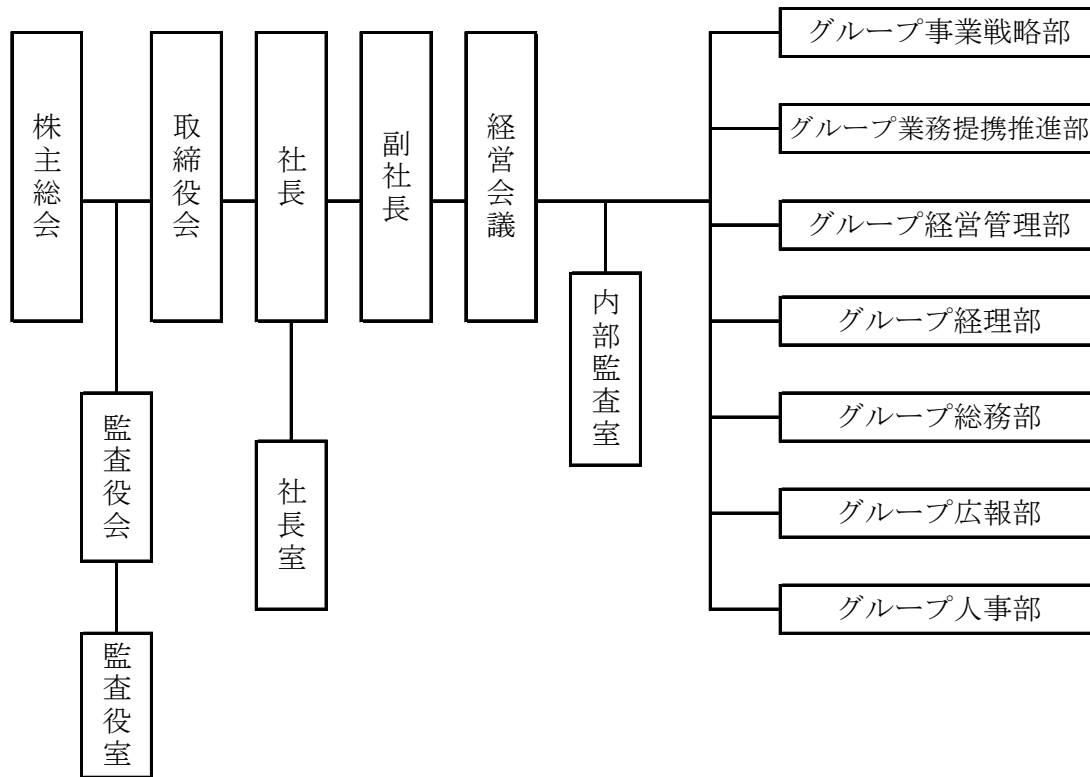 株主総会
取締役会
社長
副社長
経営会議
監査役会
監査役室
社長室
内部監査室
グループ事業戦略部
グループ業務提携推進部
グループ経営管理部
グループ経理部
グループ総務部
グループ広報部
グループ人事部